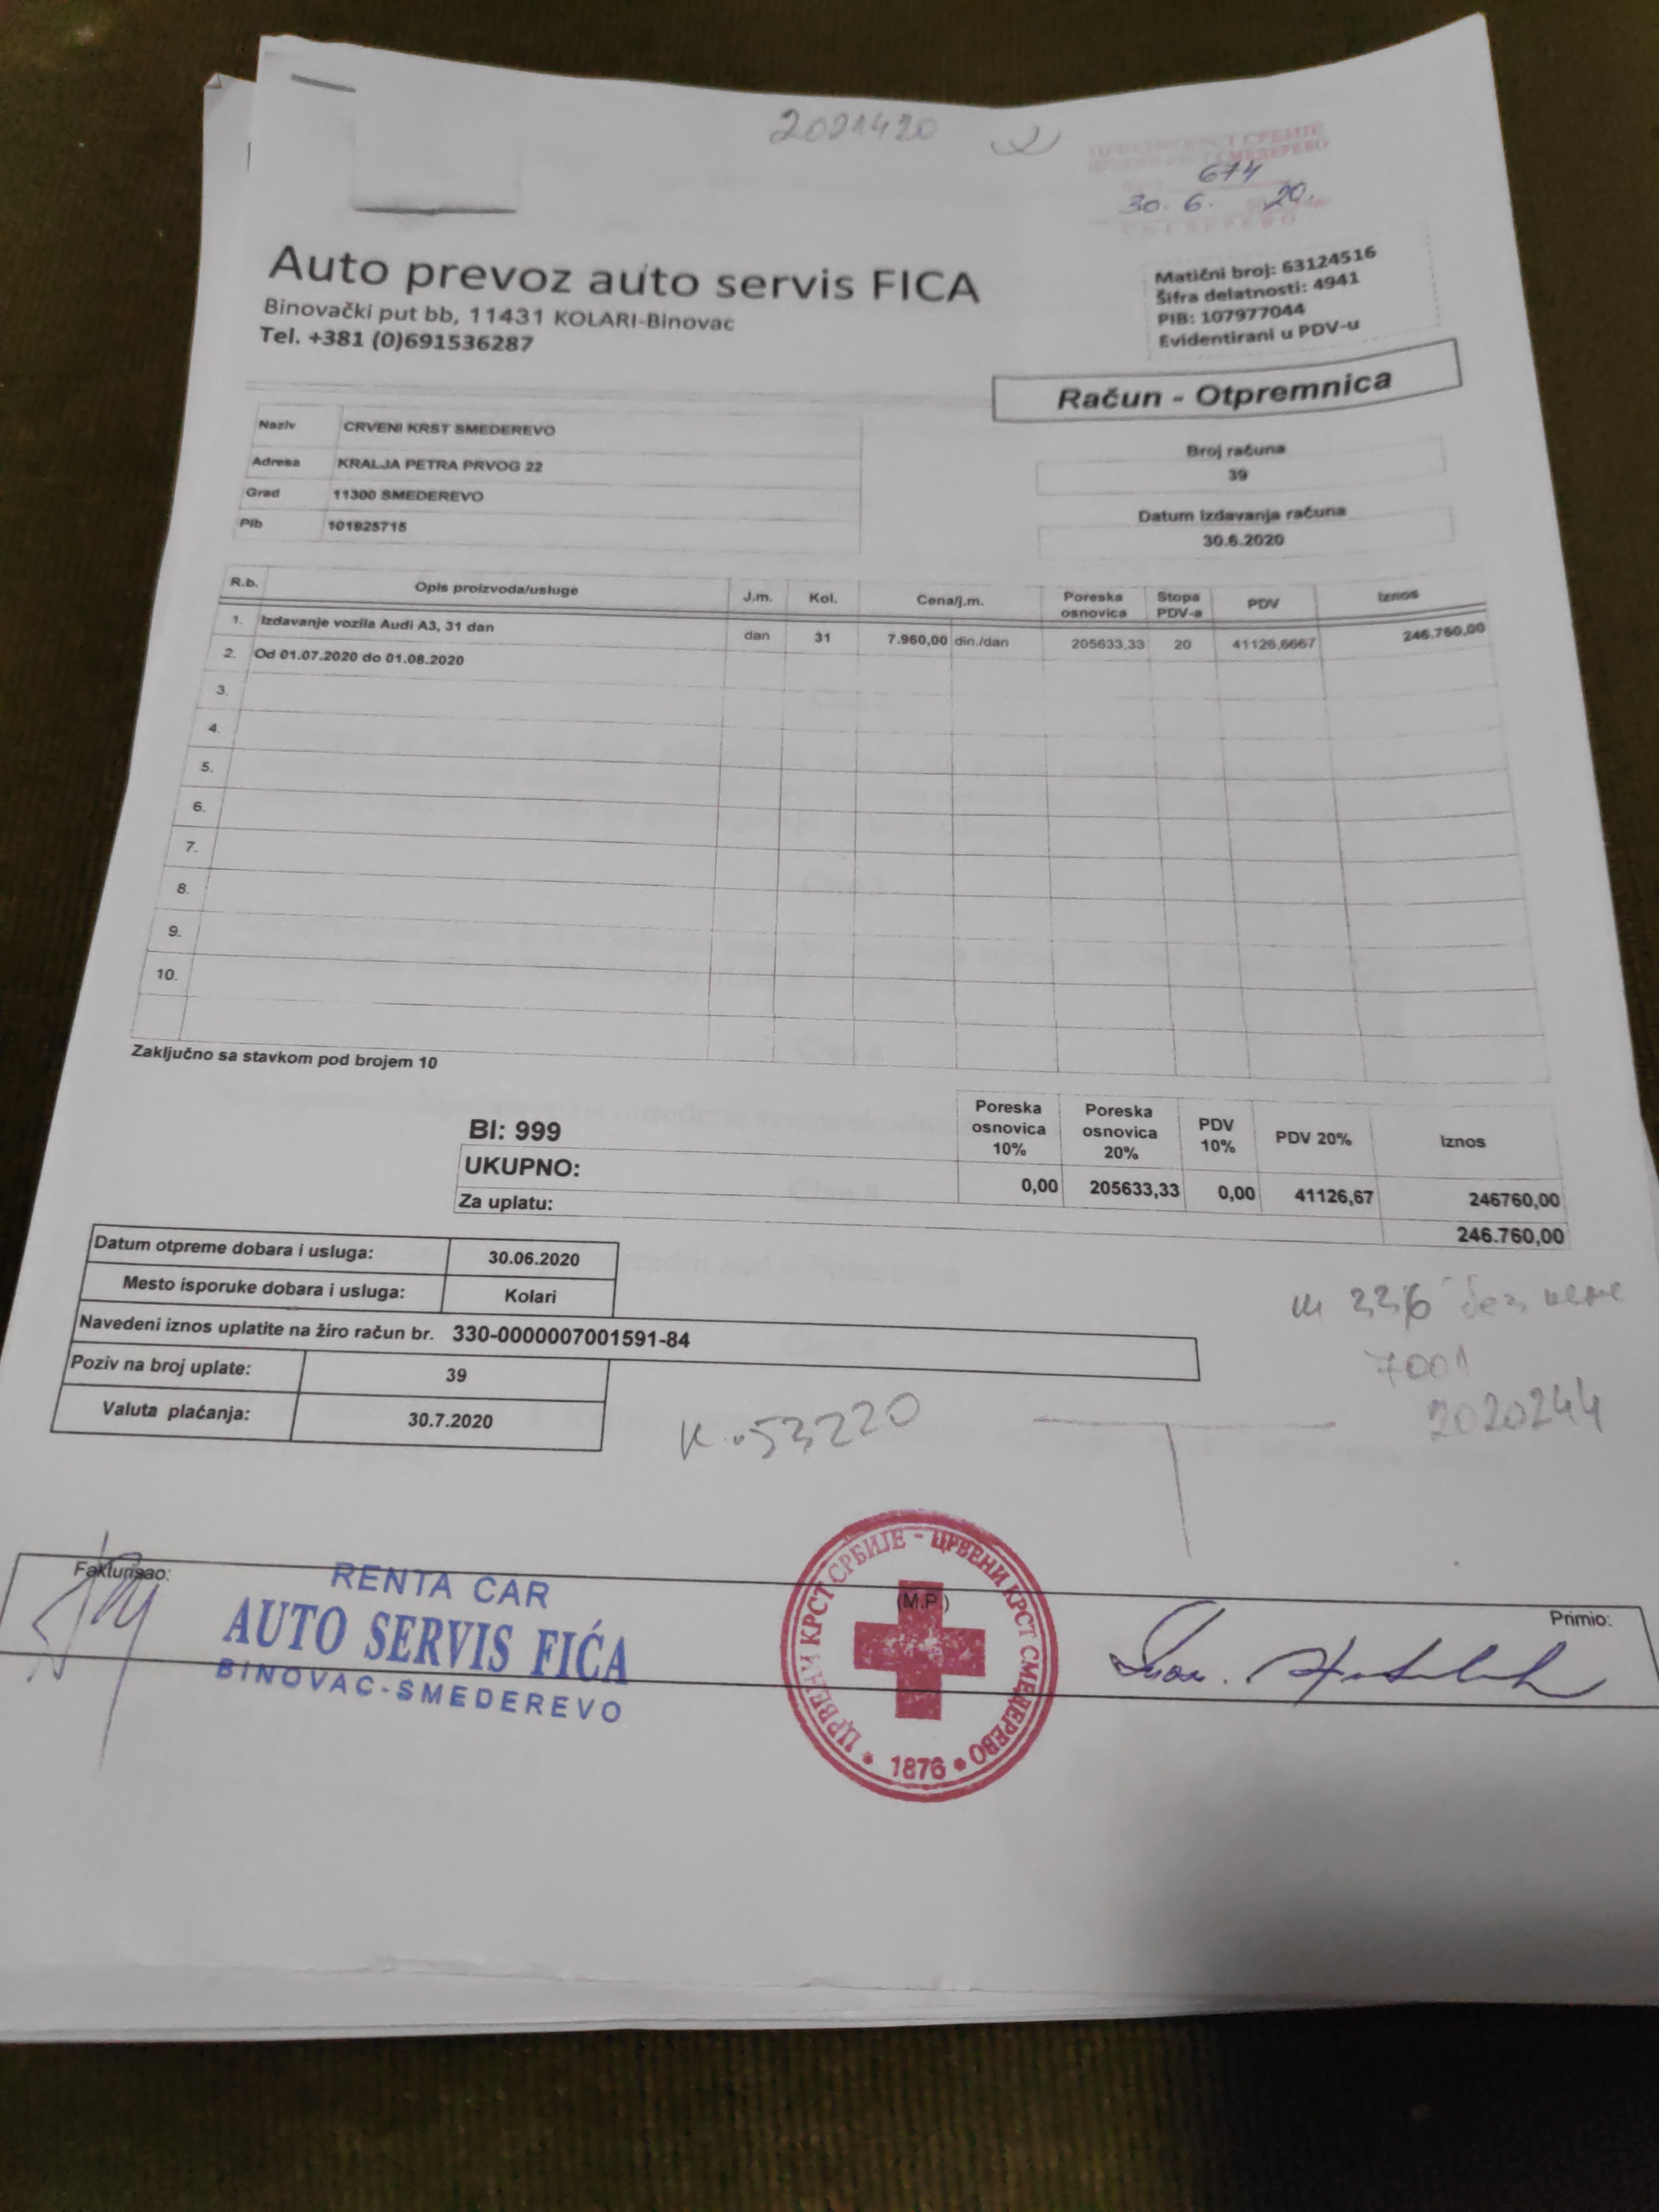 2021420
ЦРВЕНИ КРСТ СРБИЈЕ
ЦРВЕНИ КРСТ СМЕДЕРЕВО
674
30. 6. 20.
СМЕДЕРЕВО
Auto prevoz auto servis FICA
Binovački put bb, 11431 KOLARI-Binovac
Tel. +381 (0)691536287
Matični broj: 63124516
Šifra delatnosti: 4941
PIB: 107977044
Evidentirani u PDV-u
Račun - Otpremnica
Naziv CRVENI KRST SMEDEREVO
Adresa KRALJA PETRA PRVOG 22
Grad 11300 SMEDEREVO
Pib 101925715
Broj računa
39
Datum izdavanja računa
30.6.2020
R.b. Opis proizvoda/usluge J.m. Kol. Cena/j.m. Poreska osnovica Stopa PDV-a PDV Iznos
1. Izdavanje vozila Audi A3, 31 dan dan 31 7.960,00 din./dan 205633,33 20 41126,6667 246.760,00
2. Od 01.07.2020 do 01.08.2020
3.
4.
5.
6.
7.
8.
9.
10.
Zaključno sa stavkom pod brojem 10
Poreska osnovica 10% Poreska osnovica 20% PDV 10% PDV 20% Iznos
BI: 999
UKUPNO: 0,00 205633,33 0,00 41126,67 246760,00
Za uplatu: 246.760,00
Datum otpreme dobara i usluga: 30.06.2020
Mesto isporuke dobara i usluga: Kolari
Navedeni iznos uplatite na žiro račun br. 330-0000007001591-84
Poziv na broj uplate: 39
Valuta plaćanja: 30.7.2020
7001
2020244
K.53220
Fakturisao:
RENTA CAR
AUTO SERVIS FIĆA
BINOVAC-SMEDEREVO
ЦРВЕНИ КРСТ СРБИЈЕ - ЦРВЕНИ КРСТ СМЕДЕРЕВО
1876
(M.P.)
Primio: